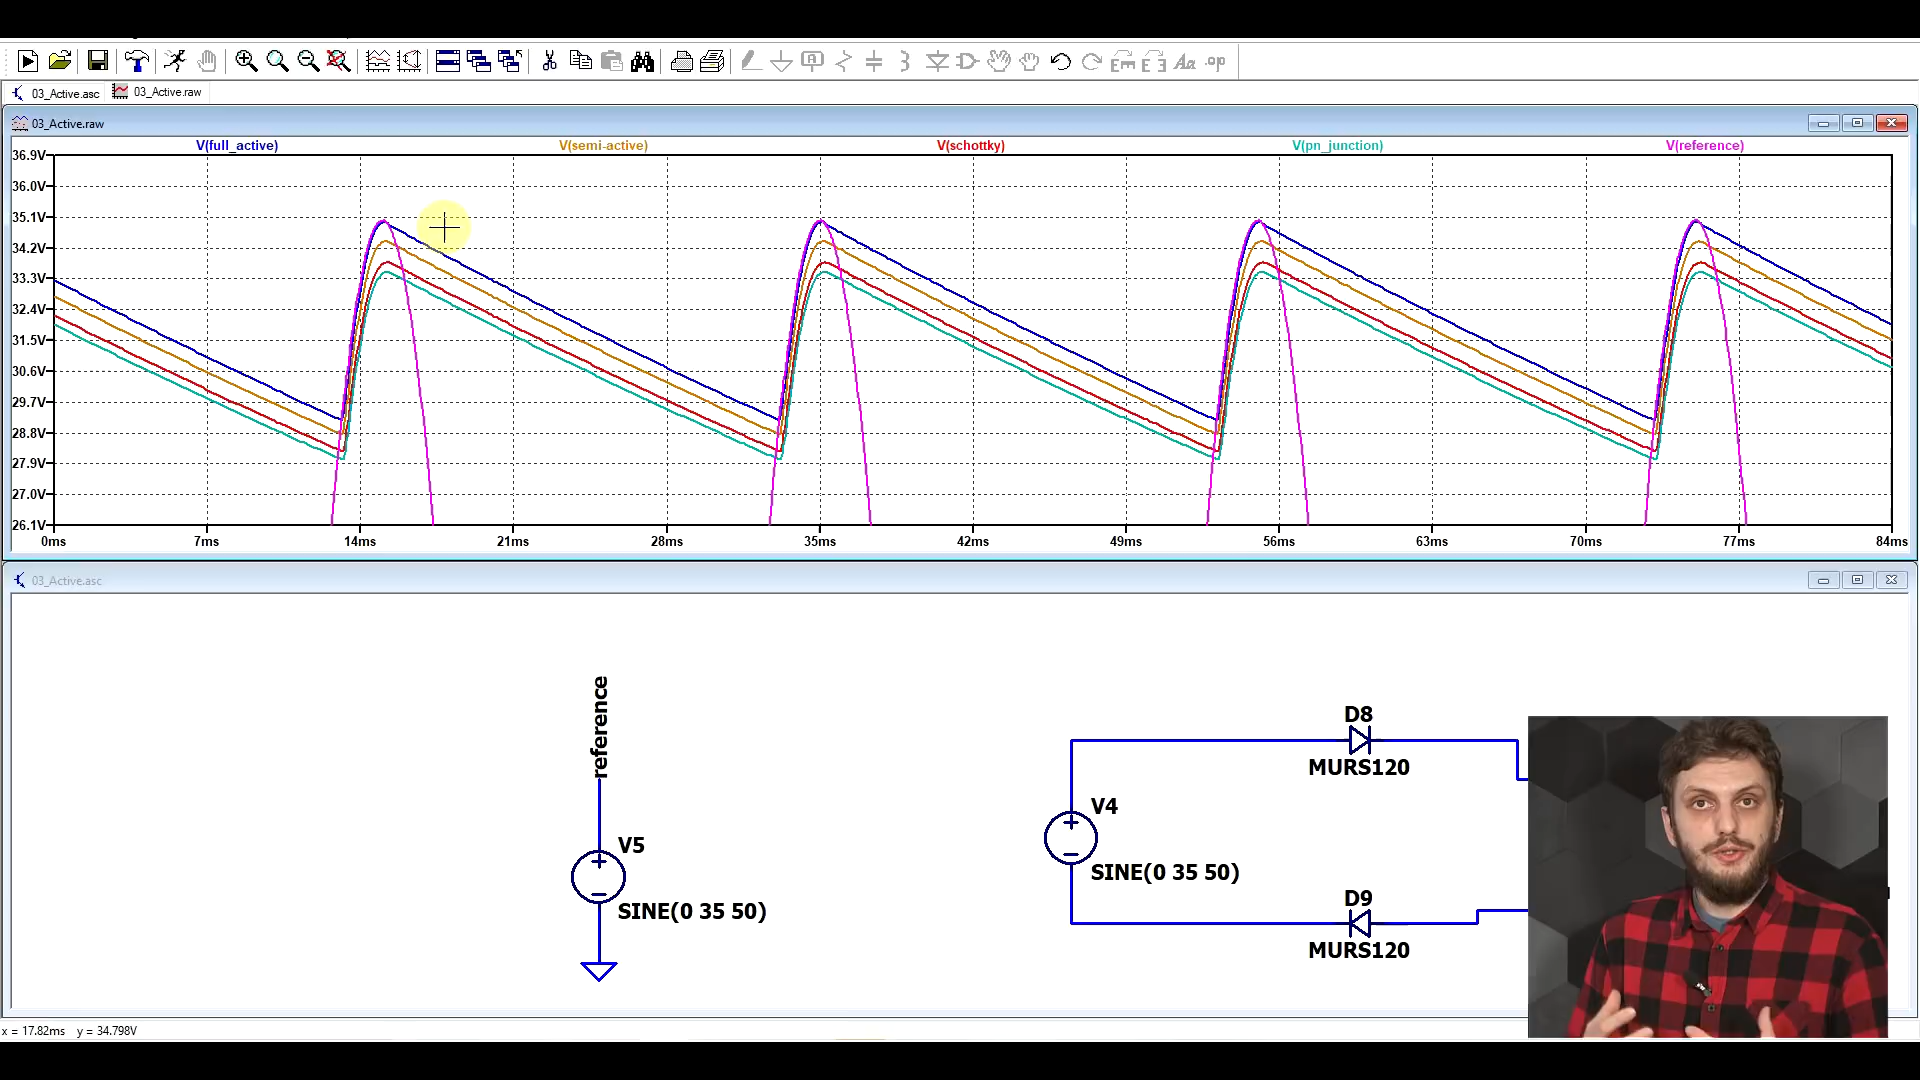 Aa .op
03_Active.asc 03_Active.raw
03_Active.raw
V(full_active) V(semi-active) V(schottky) V(pn_junction) V(reference)
36.9V
36.0V
35.1V
34.2V
33.3V
32.4V
31.5V
30.6V
29.7V
28.8V
27.9V
27.0V
26.1V
0ms 7ms 14ms 21ms 28ms 35ms 42ms 49ms 56ms 63ms 70ms 77ms 84ms
03_Active.asc
reference
V5
SINE(0 35 50)
V4
SINE(0 35 50)
D8
MURS120
D9
MURS120
x = 17.82ms y = 34.798V